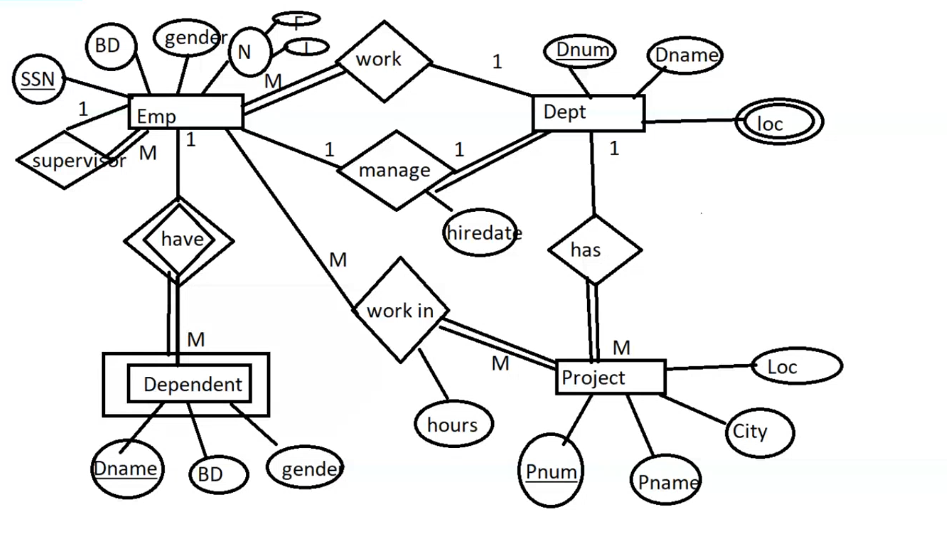 F
BD
gender
N
SSN
M
work
1
Dnum
Dname
1
Emp
Dept
loc
supervisor
M
1
1
manage
1
1
hiredate
have
has
M
work in
M
M
M
Dependent
Project
Loc
hours
City
Dname
BD
gender
Pnum
Pname